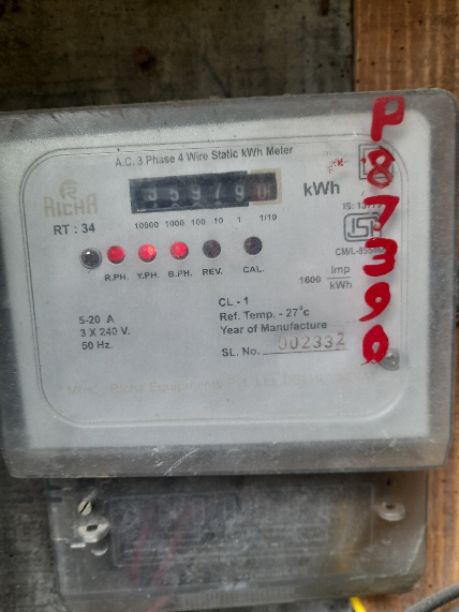 A.C. 3 Phase 4 Wire Static kWh Meter
RICHA
35979 kWh
RT : 34
10000 1000 100 10 1 1/10
R.PH. Y.PH. B.PH. REV. CAL.
1600 Imp
kWh
5-20 A
3 X 240 V.
50 Hz.
CL - 1
Ref. Temp. - 27°c
Year of Manufacture
SL. No. 002332
P87390